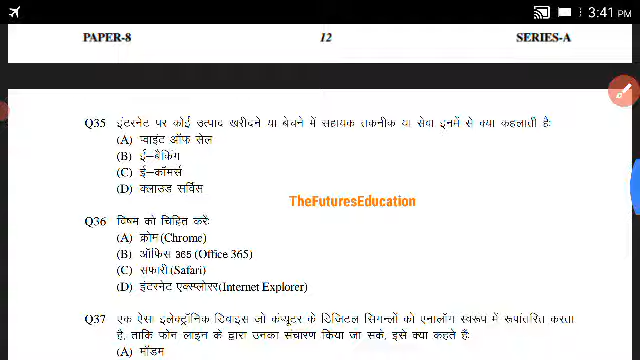 3:41 PM
PAPER-8 12 SERIES-A
Q35 इंटरनेट पर कोई उत्पाद खरीदने या बेचने में सहायक तकनीक या सेवा इनमें से क्या कहलाती है:
(A) प्वाइंट ऑफ सेल
(B) ई–बैकिंग
(C) ई–कॉमर्स
(D) क्लाउड सर्विस
TheFuturesEducation
Q36 विषम को चिहित करें:
(A) क्रोम (Chrome)
(B) ऑफिस 365 (Office 365)
(C) सफारी (Safari)
(D) इंटरनेट एक्स्प्लोरर(Internet Explorer)
Q37 एक ऐसा इलेक्ट्रॉनिक डिवाइस जो कंप्यूटर के डिजिटल सिगन्लों को एनालॉग स्वरूप में रूपांतरित करता
है, ताकि फोन लाइन के द्वारा उनका संचारण किया जा सके, इसे क्या कहते हैं:
(A) मॉडम